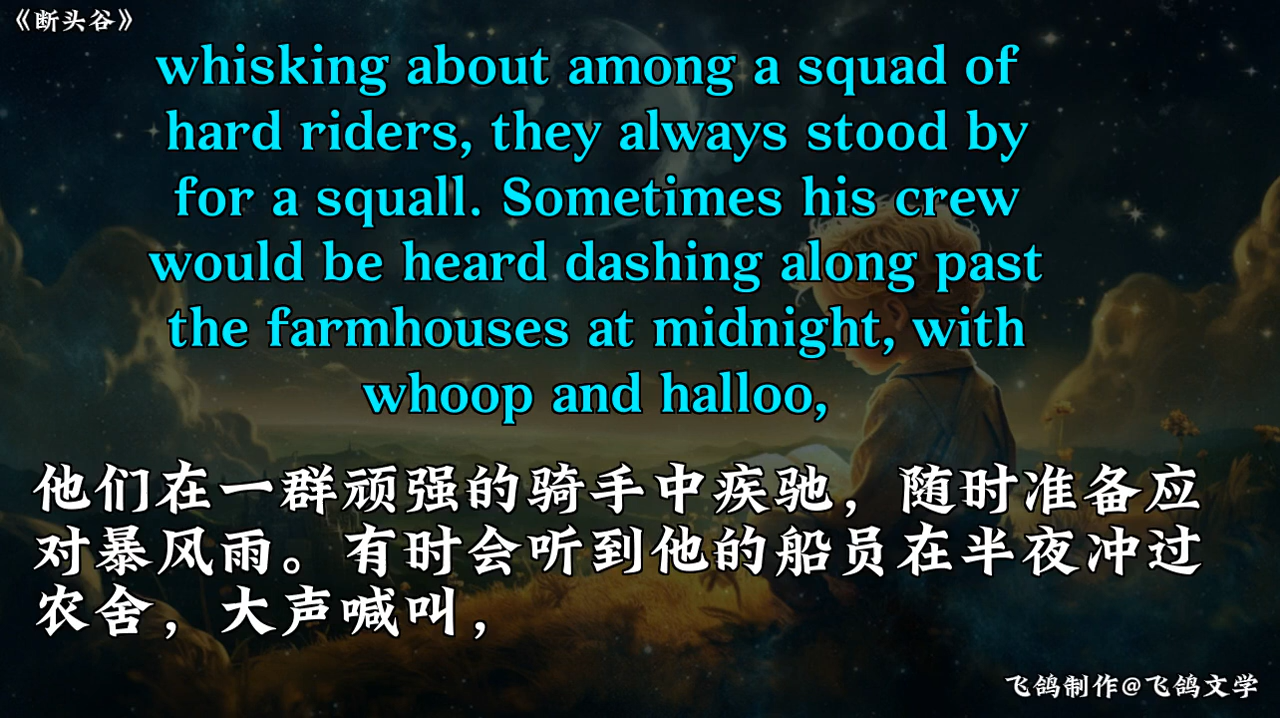 《断头谷》
whisking about among a squad of
hard riders, they always stood by
for a squall. Sometimes his crew
would be heard dashing along past
the farmhouses at midnight, with
whoop and halloo,
他们在一群顽强的骑手中疾驰，随时准备应
对暴风雨。有时会听到他的船员在半夜冲过
农舍，大声喊叫，
飞鸽制作@飞鸽文学